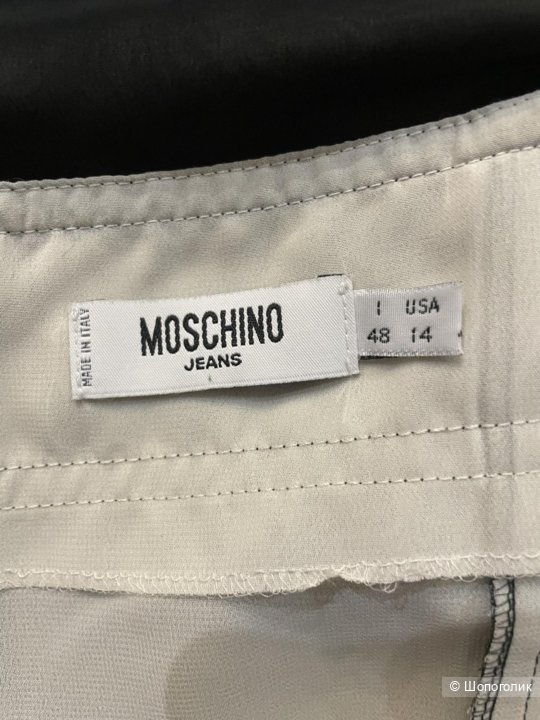 MADE IN ITALY
MOSCHINO
JEANS
I USA
48 14
© Шопоголик